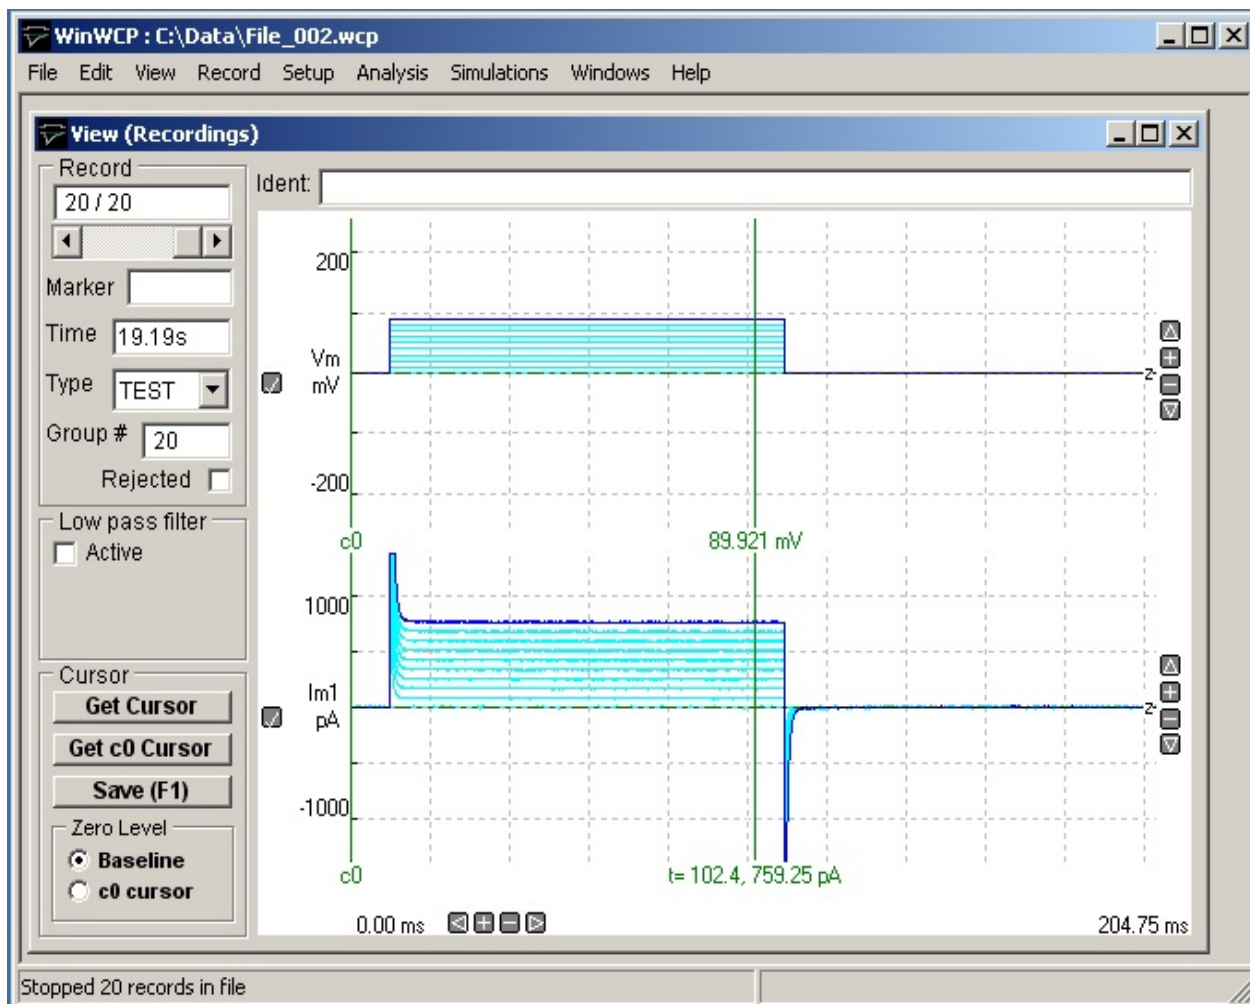 WinWCP : C:\Data\File_002.wcp
File Edit View Record Setup Analysis Simulations Windows Help
View (Recordings)
Record
20 / 20
Ident:
Marker
Time 19.19s
Type TEST
Group # 20
Rejected
Low pass filter
Active
Cursor
Get Cursor
Get c0 Cursor
Save (F1)
Zero Level
Baseline
c0 cursor
200
Vm
mV
z
-200
c0 89.921 mV
1000
Im1
pA
z
-1000
c0 t= 102.4, 759.25 pA
0.00 ms 204.75 ms
Stopped 20 records in file